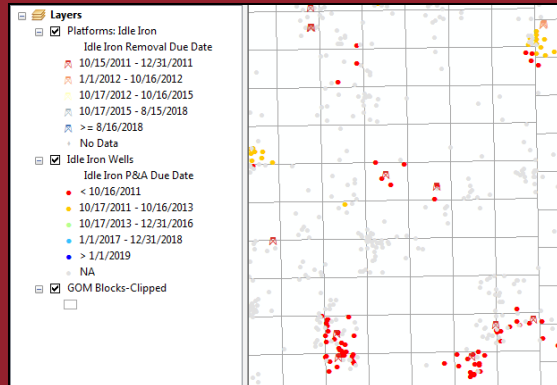 Layers
Platforms: Idle Iron
Idle Iron Removal Due Date
10/15/2011 - 12/31/2011
1/1/2012 - 10/16/2012
10/17/2012 - 10/16/2015
10/17/2015 - 8/15/2018
>= 8/16/2018
No Data
Idle Iron Wells
Idle Iron P&A Due Date
< 10/16/2011
10/17/2011 - 10/16/2013
10/17/2013 - 12/31/2016
1/1/2017 - 12/31/2018
> 1/1/2019
NA
GOM Blocks-Clipped